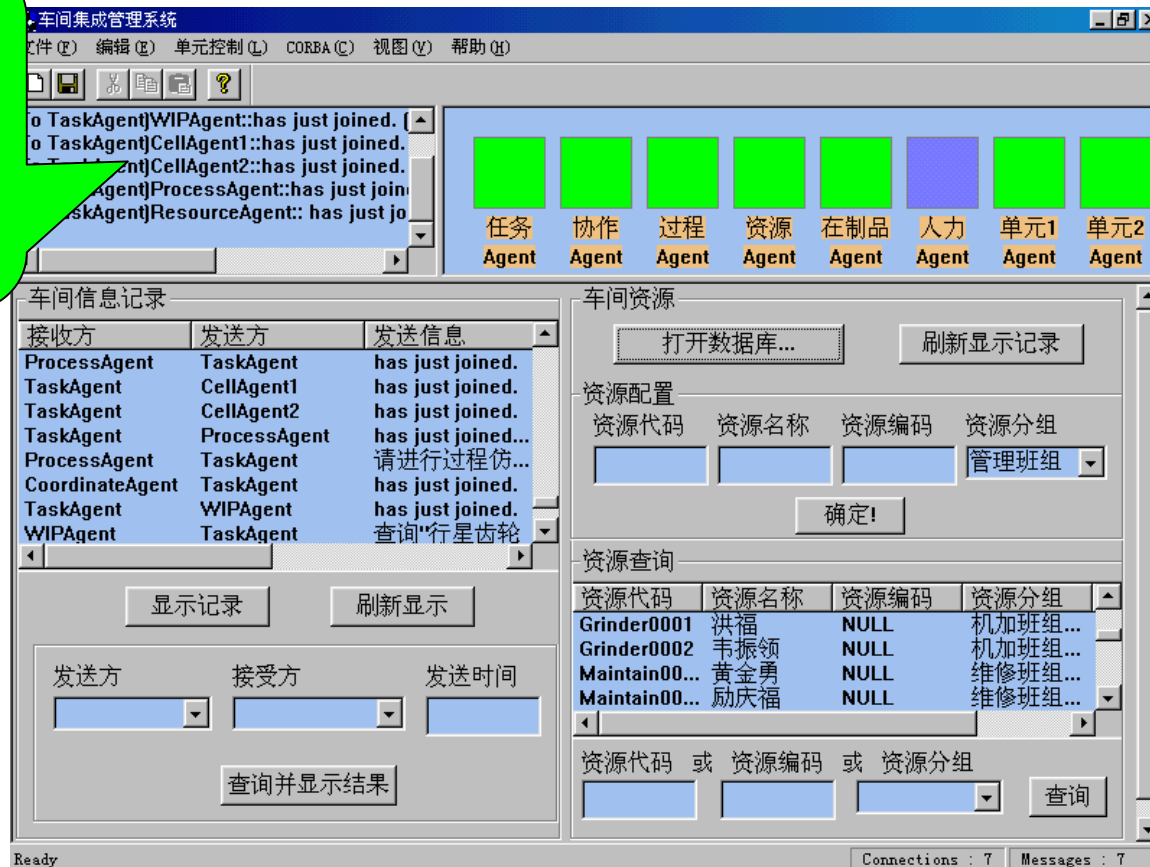 车间集成管理系统
文件(F) 编辑(E) 单元控制(L) CORBA(C) 视图(V) 帮助(H)
To TaskAgent)WIPAgent::has just joined. (
To TaskAgent)CellAgent1::has just joined.
ent)CellAgent2::has just joined.
Agent)ProcessAgent::has just join
skAgent)ResourceAgent:: has just jo
任务 协作 过程 资源 在制品 人力 单元1 单元2
Agent Agent Agent Agent Agent Agent Agent Agent
车间信息记录
接收方 发送方 发送信息
ProcessAgent TaskAgent has just joined.
TaskAgent CellAgent1 has just joined.
TaskAgent CellAgent2 has just joined.
TaskAgent ProcessAgent has just joined...
ProcessAgent TaskAgent 请进行过程仿...
CoordinateAgent TaskAgent has just joined.
TaskAgent WIPAgent has just joined.
WIPAgent TaskAgent 查询"行星齿轮
显示记录 刷新显示
发送方 接受方 发送时间
查询并显示结果
车间资源
打开数据库... 刷新显示记录
资源配置
资源代码 资源名称 资源编码 资源分组
管理班组
确定!
资源查询
资源代码 资源名称 资源编码 资源分组
Grinder0001 洪福 NULL 机加班组...
Grinder0002 韦振领 NULL 机加班组...
Maintain00... 黄金勇 NULL 维修班组...
Maintain00... 励庆福 NULL 维修班组...
资源代码 或 资源编码 或 资源分组
查询
Ready Connections : 7 Messages : 7